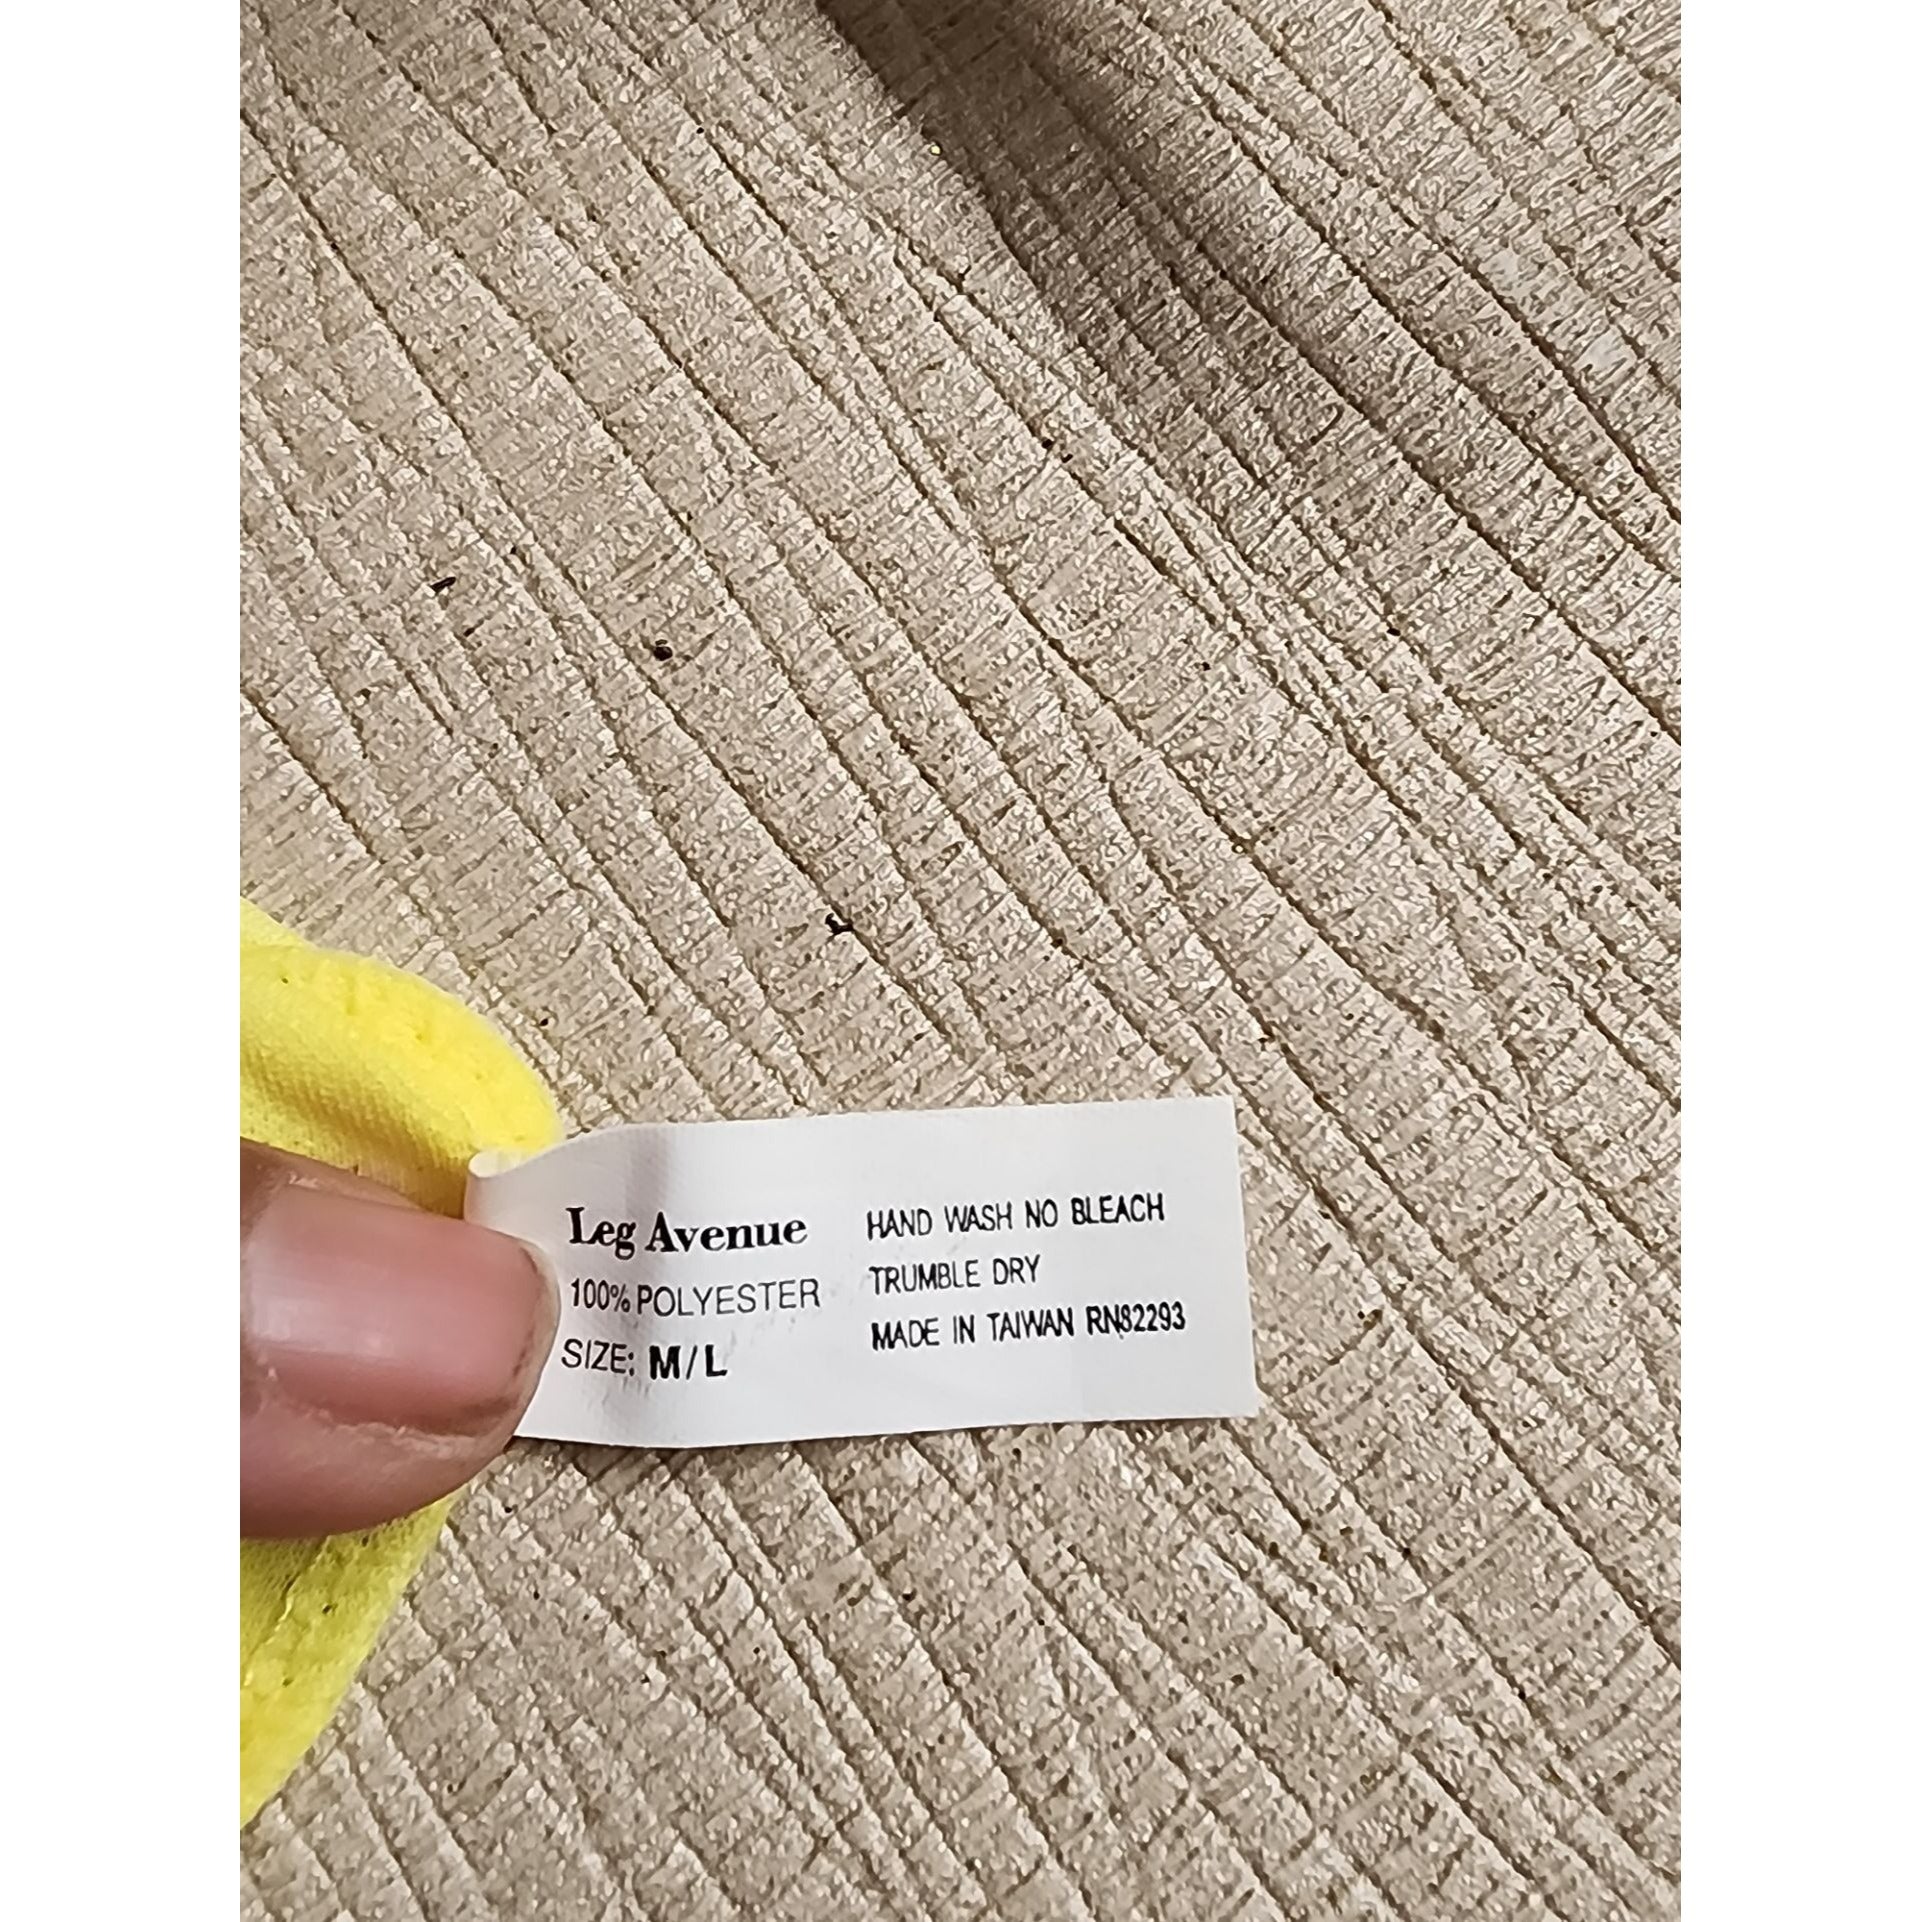 Leg Avenue
100% POLYESTER
SIZE: M/L
HAND WASH NO BLEACH
TRUMBLE DRY
MADE IN TAIWAN RN82293